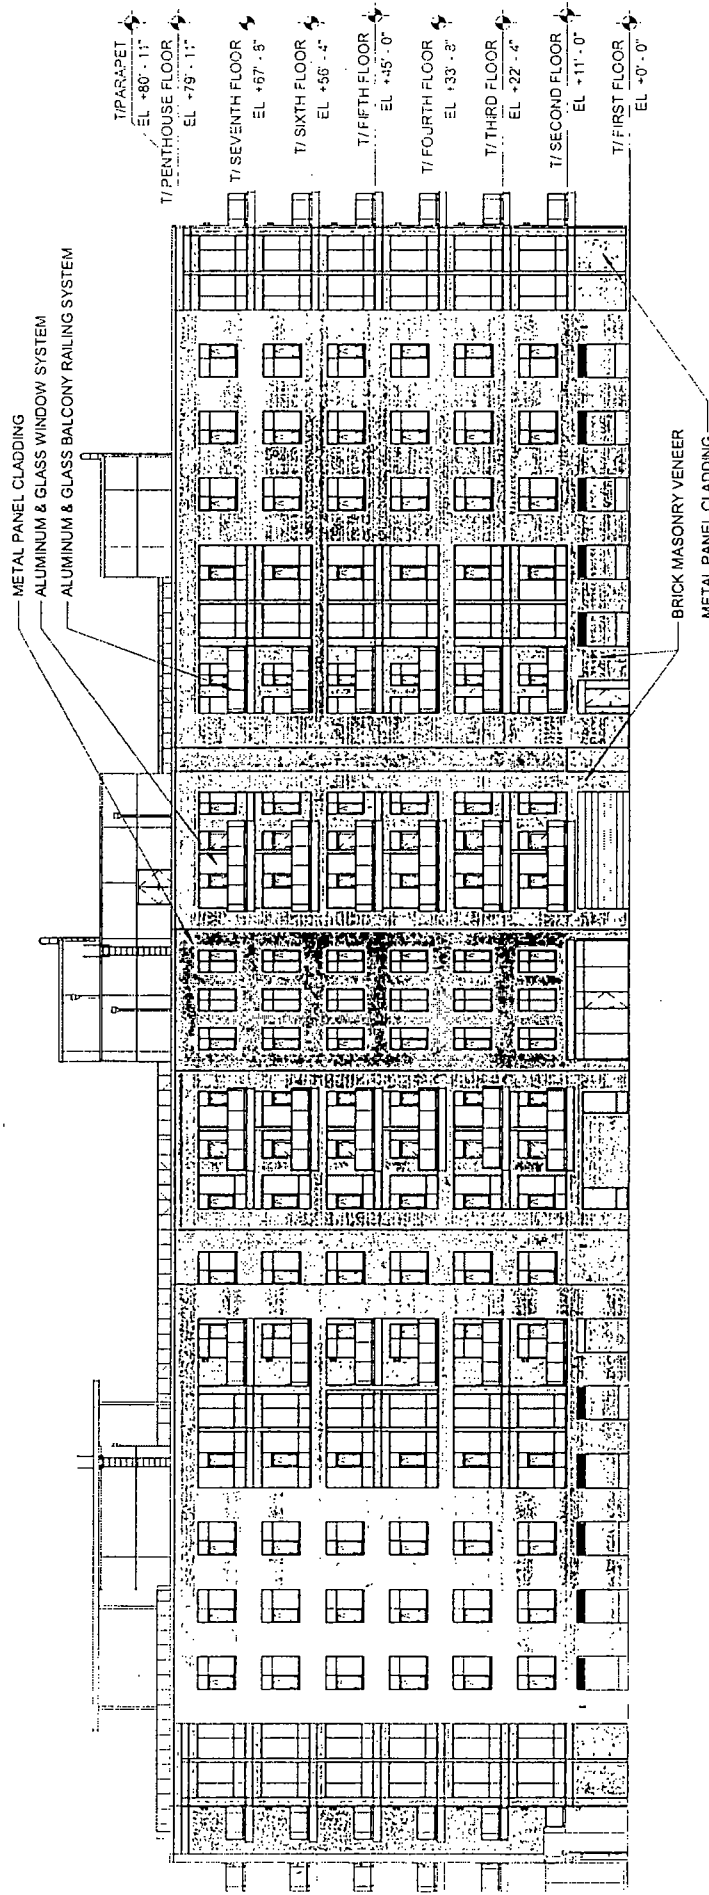 METAL PANEL CLADDING
ALUMINUM & GLASS WINDOW SYSTEM
ALUMINUM & GLASS BALCONY RAILING SYSTEM
T/PARAPET
EL +80' - 11"
T/ PENTHOUSE FLOOR
EL +79' - 11"
T/ SEVENTH FLOOR
EL +67' - 8"
T/ SIXTH FLOOR
EL +56' - 4"
T/ FIFTH FLOOR
EL +45' - 0"
T/ FOURTH FLOOR
EL +33' - 8"
T/ THIRD FLOOR
EL +22' - 4"
T/ SECOND FLOOR
EL +11' - 0"
T/ FIRST FLOOR
EL +0' - 0"
BRICK MASONRY VENEER
METAL PANEL CLADDING